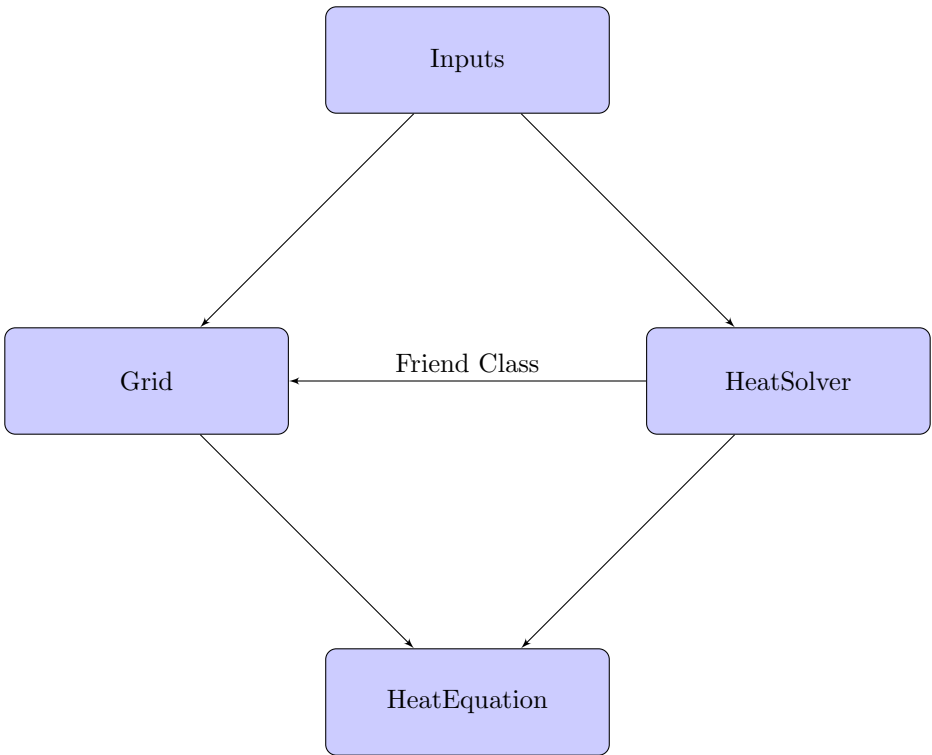 Inputs
Friend Class
Grid
HeatSolver
HeatEquation